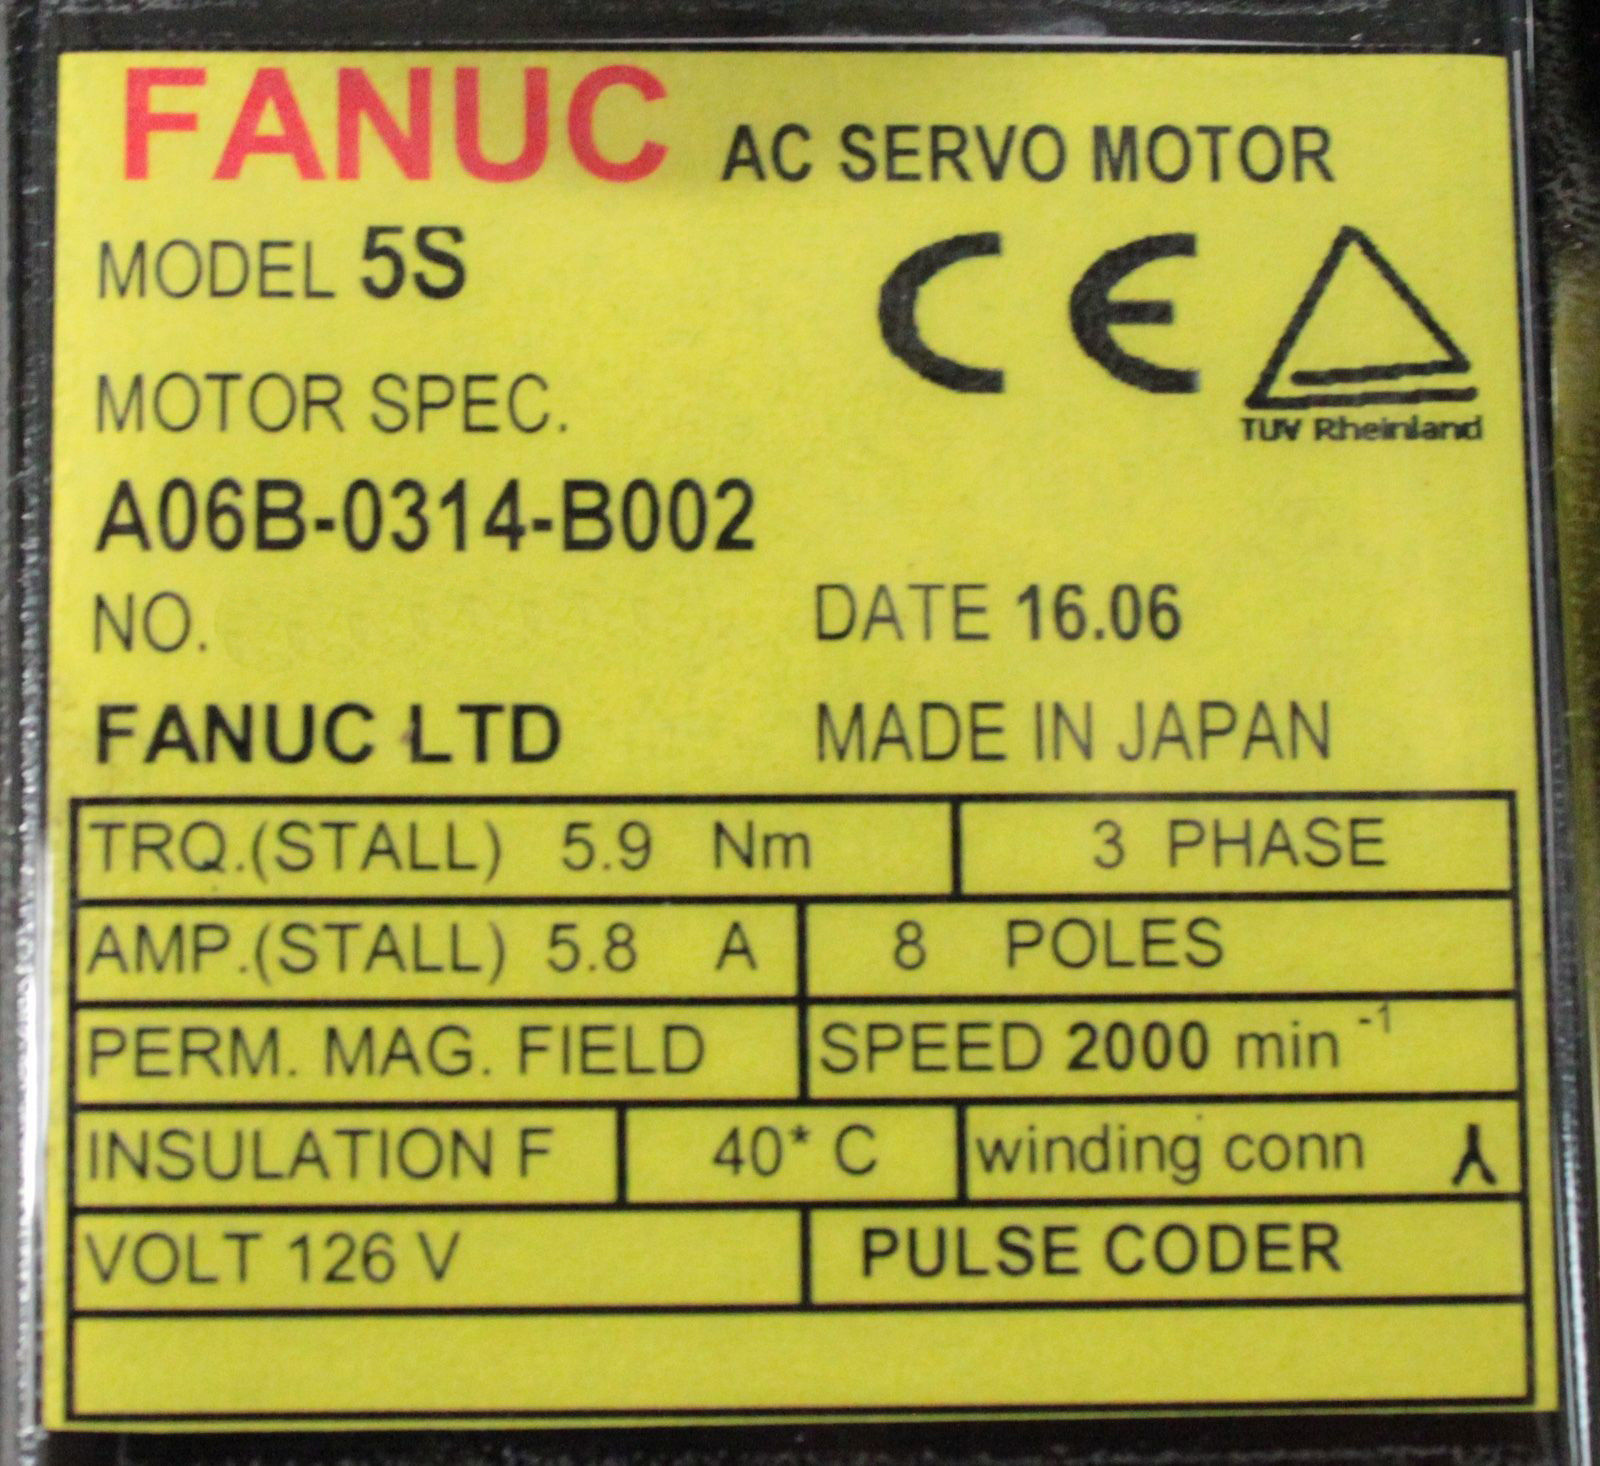 FANUC AC SERVO MOTOR
MODEL 5S
CE
TUV Rheinland
MOTOR SPEC.
A06B-0314-B002
NO. DATE 16.06
FANUC LTD MADE IN JAPAN
TRQ.(STALL) 5.9 Nm 3 PHASE
AMP.(STALL) 5.8 A 8 POLES
PERM. MAG. FIELD SPEED 2000 min⁻¹
INSULATION F 40* C winding conn
VOLT 126 V PULSE CODER